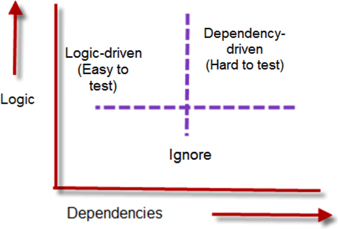 Logic-driven
(Easy to
test)
Dependency-
driven
(Hard to test)
Logic
Ignore
Dependencies